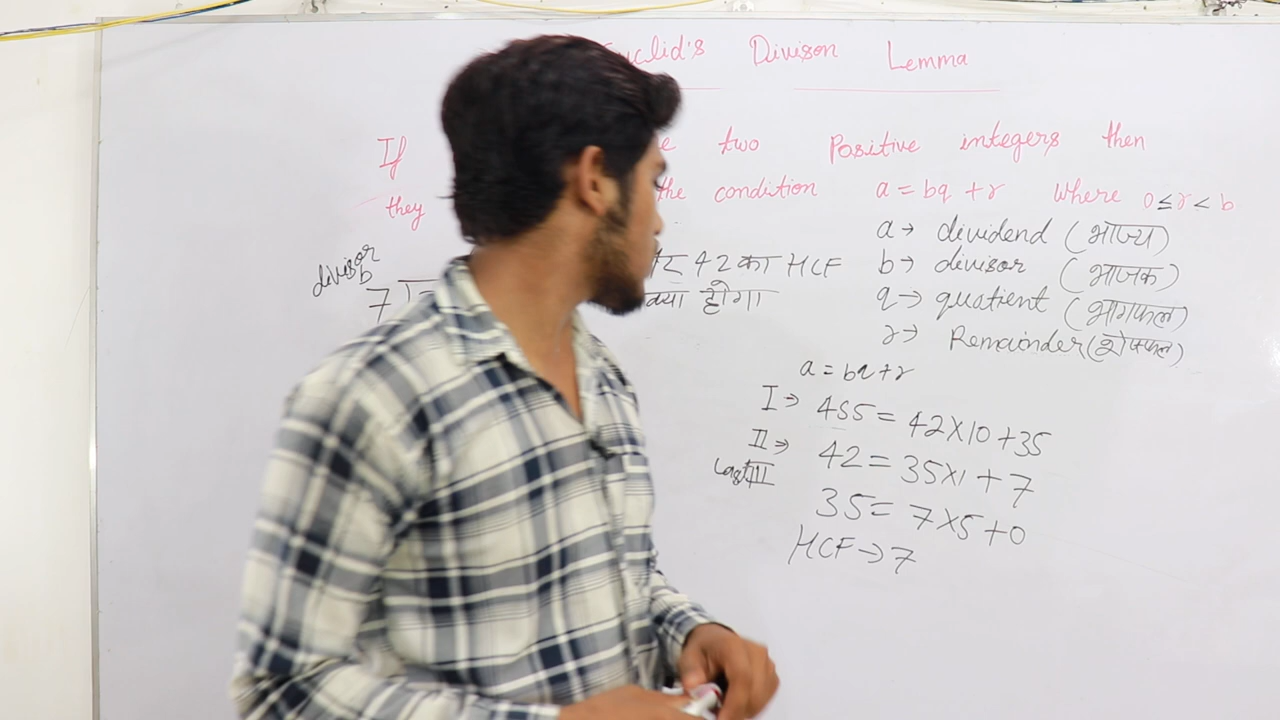 Euclid's Divison Lemma
If two Positive integers then
they the condition a = bq + r where 0 ≤ r < b
a → dividend (भाज्य)
divisor
b
7
42 का HCF
क्या होगा
b → divisor (भाजक)
q → quatient (भागफल)
r → Remainder (शेषफल)
a = bq + r
I → 455 = 42 X 10 + 35
II ⇒ 42 = 35 X 1 + 7
Last III 35 = 7 X 5 + 0
HCF → 7